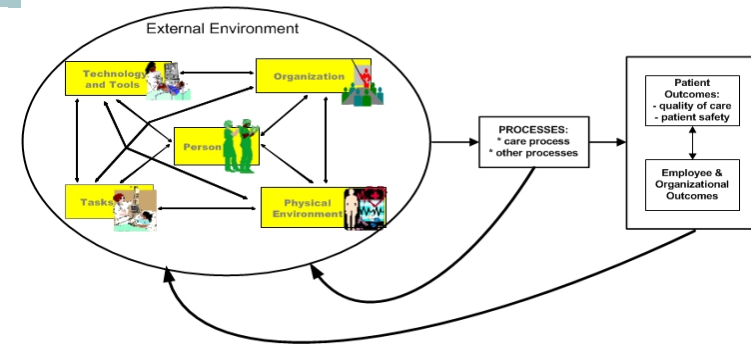 External Environment
Technology
and Tools
Organization
Person
Tasks
Physical
Environment
PROCESSES:
* care process
* other processes
Patient
Outcomes:
- quality of care
- patient safety
Employee &
Organizational
Outcomes